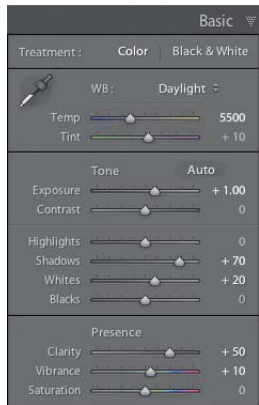 Basic
Treatment : Color Black & White
WB : Daylight
Temp 5500
Tint + 10
Tone Auto
Exposure + 1.00
Contrast 0
Highlights 0
Shadows + 70
Whites + 20
Blacks 0
Presence
Clarity + 50
Vibrance + 10
Saturation 0